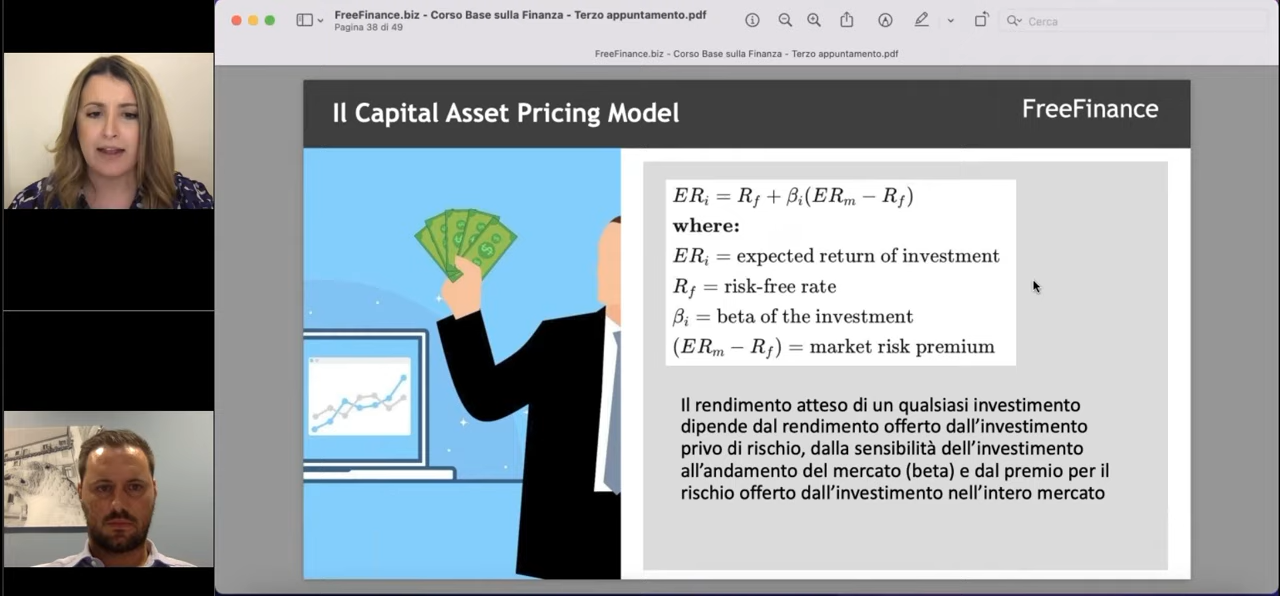 FreeFinance.biz - Corso Base sulla Finanza - Terzo appuntamento.pdf
Pagina 38 di 49
Cerca
FreeFinance.biz - Corso Base sulla Finanza - Terzo appuntamento.pdf
Il Capital Asset Pricing Model
FreeFinance
ERᵢ = R_f + βᵢ(ERₘ − R_f)
where:
ERᵢ = expected return of investment
R_f = risk-free rate
βᵢ = beta of the investment
(ERₘ − R_f) = market risk premium
Il rendimento atteso di un qualsiasi investimento
dipende dal rendimento offerto dall’investimento
privo di rischio, dalla sensibilità dell’investimento
all’andamento del mercato (beta) e dal premio per il
rischio offerto dall’investimento nell’intero mercato